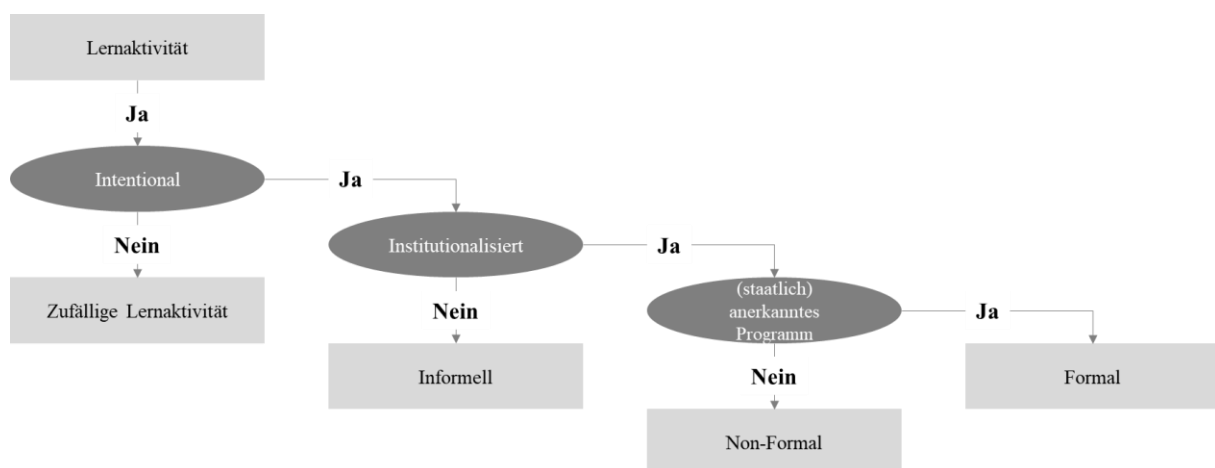 Lernaktivität
Ja
Intentional
Ja
Nein
Institutionalisiert
Ja
Zufällige Lernaktivität
Nein
(staatlich)
anerkanntes
Programm
Ja
Informell
Nein
Formal
Non-Formal